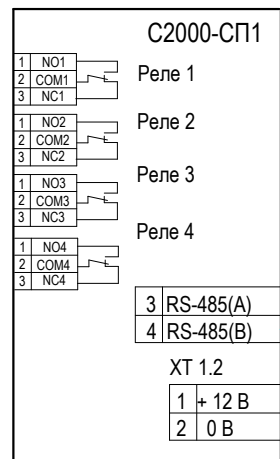 С2000-СП1
1 NO1
2 COM1
3 NC1
Реле 1
1 NO2
2 COM2
3 NC2
Реле 2
1 NO3
2 COM3
3 NC3
Реле 3
1 NO4
2 COM4
3 NC4
Реле 4
3 RS-485(A)
4 RS-485(B)
XT 1.2
1 + 12 В
2 0 В